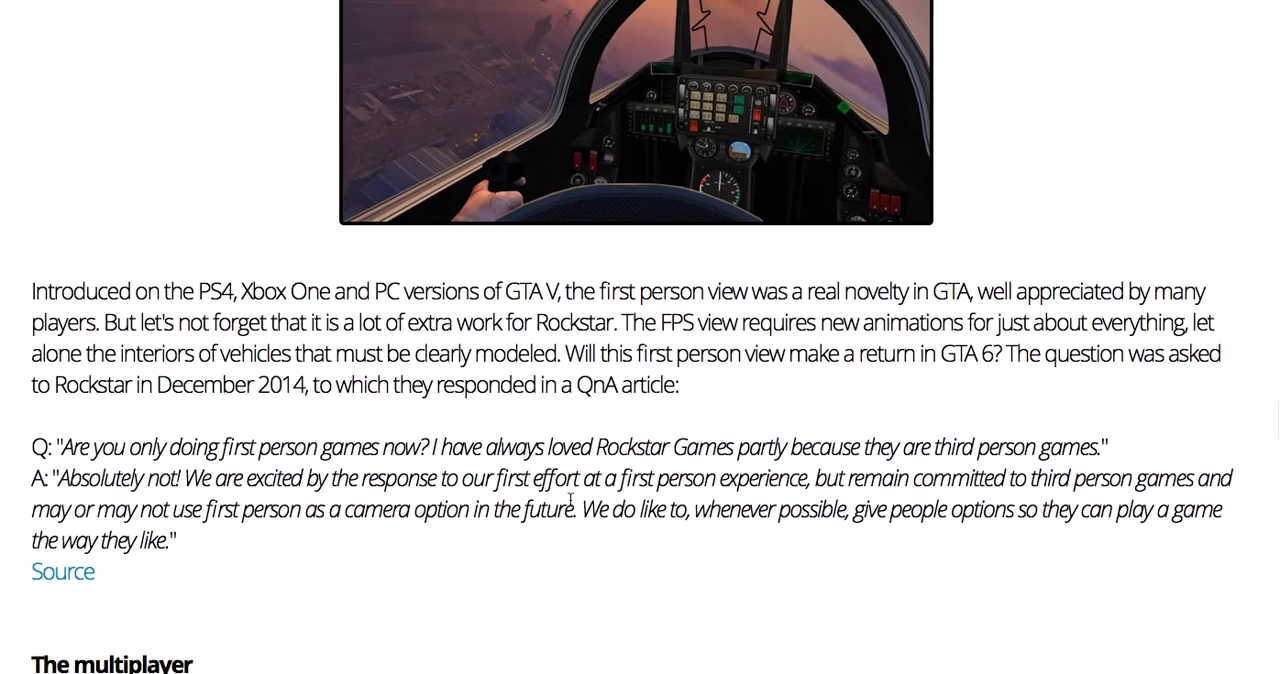 Introduced on the PS4, Xbox One and PC versions of GTA V, the first person view was a real novelty in GTA, well appreciated by many
players. But let's not forget that it is a lot of extra work for Rockstar. The FPS view requires new animations for just about everything, let
alone the interiors of vehicles that must be clearly modeled. Will this first person view make a return in GTA 6? The question was asked
to Rockstar in December 2014, to which they responded in a QnA article:
Q: "Are you only doing first person games now? I have always loved Rockstar Games partly because they are third person games."
A: "Absolutely not! We are excited by the response to our first effort at a first person experience, but remain committed to third person games and
may or may not use first person as a camera option in the future. We do like to, whenever possible, give people options so they can play a game
the way they like."
Source
The multiplayer